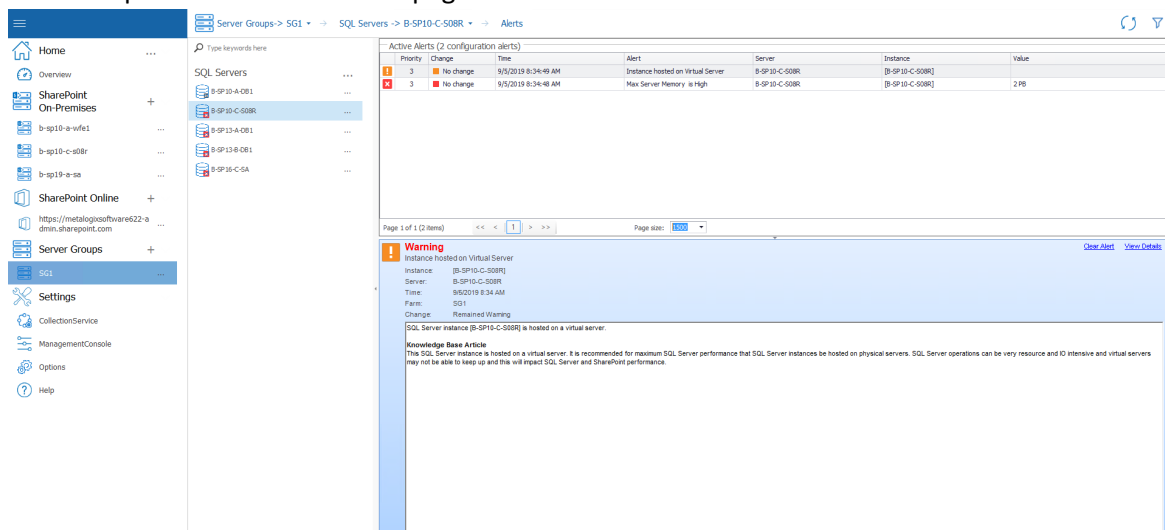 Server Groups-> SG1 → SQL Servers -> B-SP10-C-S08R → Alerts
Home ...
Overview
SharePoint
On-Premises +
b-sp10-a-wfe1 ...
b-sp10-c-s08r ...
b-sp19-a-sa ...
SharePoint Online +
https://metalogixsoftware622-a
dmin.sharepoint.com ...
Server Groups +
SG1 ...
Settings
CollectionService
ManagementConsole
Options
? Help
Type keywords here
SQL Servers ...
B-SP10-A-DB1 ...
B-SP10-C-S08R ...
B-SP13-A-DB1 ...
B-SP13-B-DB1 ...
B-SP16-C-SA ...
Active Alerts (2 configuration alerts)
Priority Change Time Alert Server Instance Value
3 No change 9/5/2019 8:34:49 AM Instance hosted on Virtual Server B-SP10-C-S08R [B-SP10-C-S08R]
3 No change 9/5/2019 8:34:48 AM Max Server Memory is High B-SP10-C-S08R [B-SP10-C-S08R] 2 PB
Page 1 of 1 (2 items) << < 1 > >> Page size: 1500
Warning Clear Alert View Details
Instance hosted on Virtual Server
Instance: [B-SP10-C-S08R]
Server: B-SP10-C-S08R
Time: 9/5/2019 8:34 AM
Farm: SG1
Change: Remained Warning
SQL Server instance [B-SP10-C-S08R] is hosted on a virtual server.
Knowledge Base Article
This SQL Server instance is hosted on a virtual server. It is recommended for maximum SQL Server performance that SQL Server instances be hosted on physical servers. SQL Server operations can be very resource and IO intensive and virtual servers
may not be able to keep up and this will impact SQL Server and SharePoint performance.